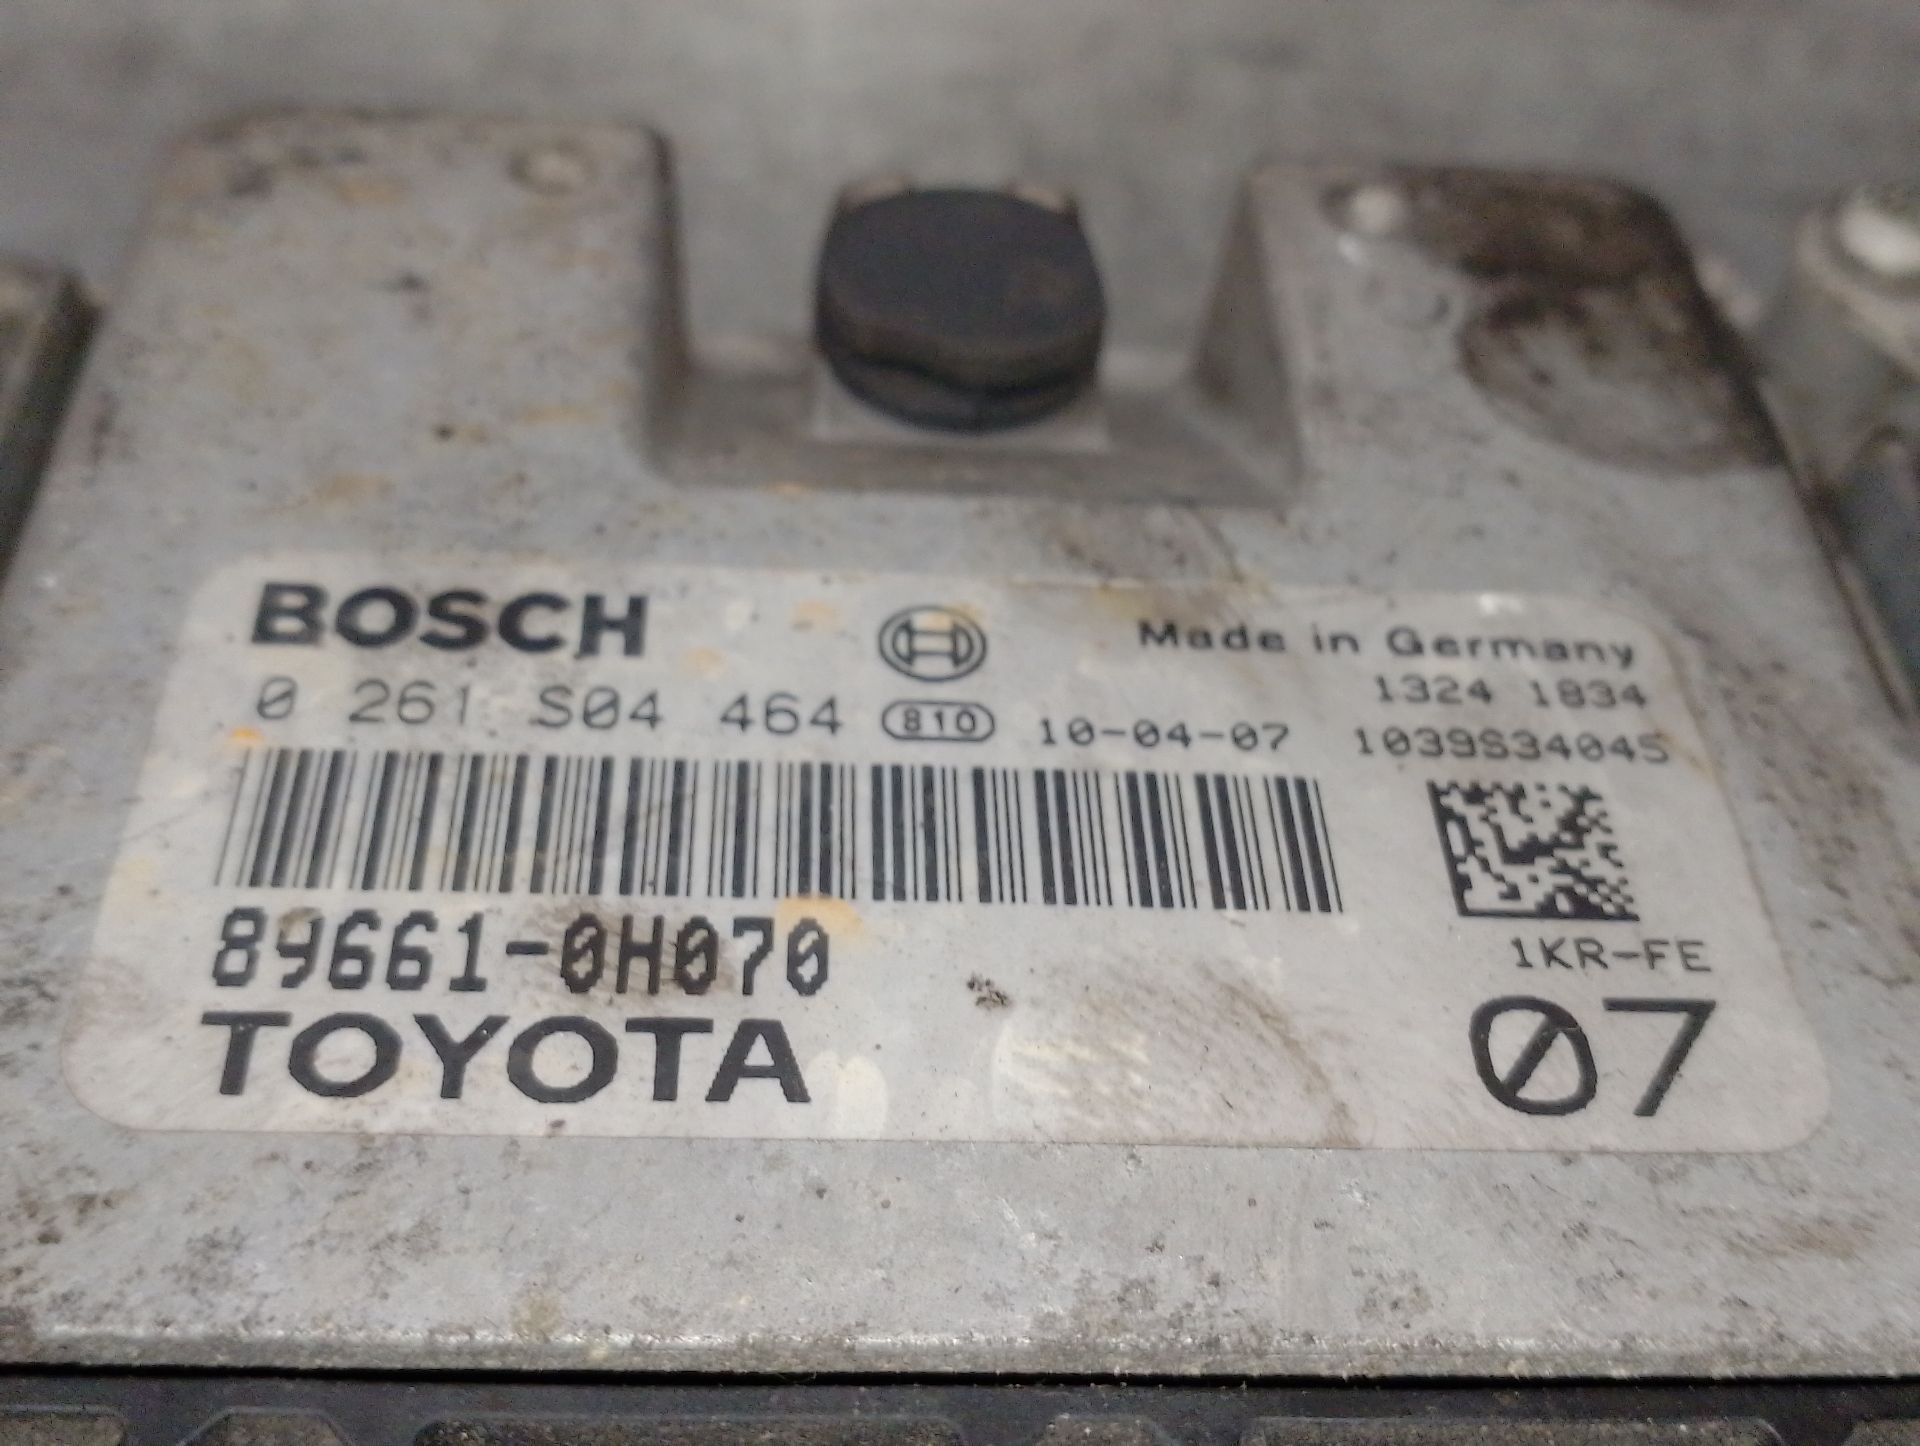 BOSCH
Made in Germany
1324 1834
0 261 S04 464 810 10-04-07 1039S34045
89661-0H070
1KR-FE
TOYOTA
07